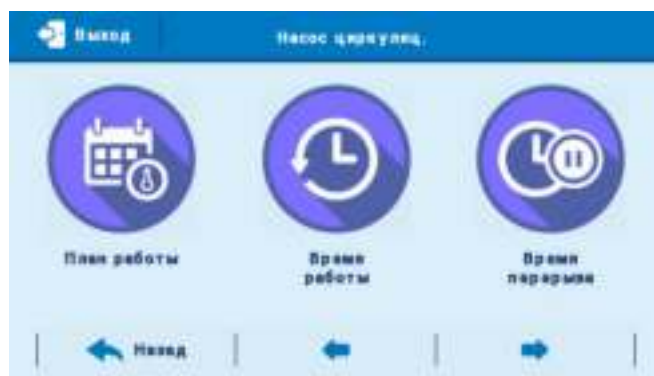 Выход
Насос циркуляц.
План работы
Время
работы
Время
перерыва
Назад